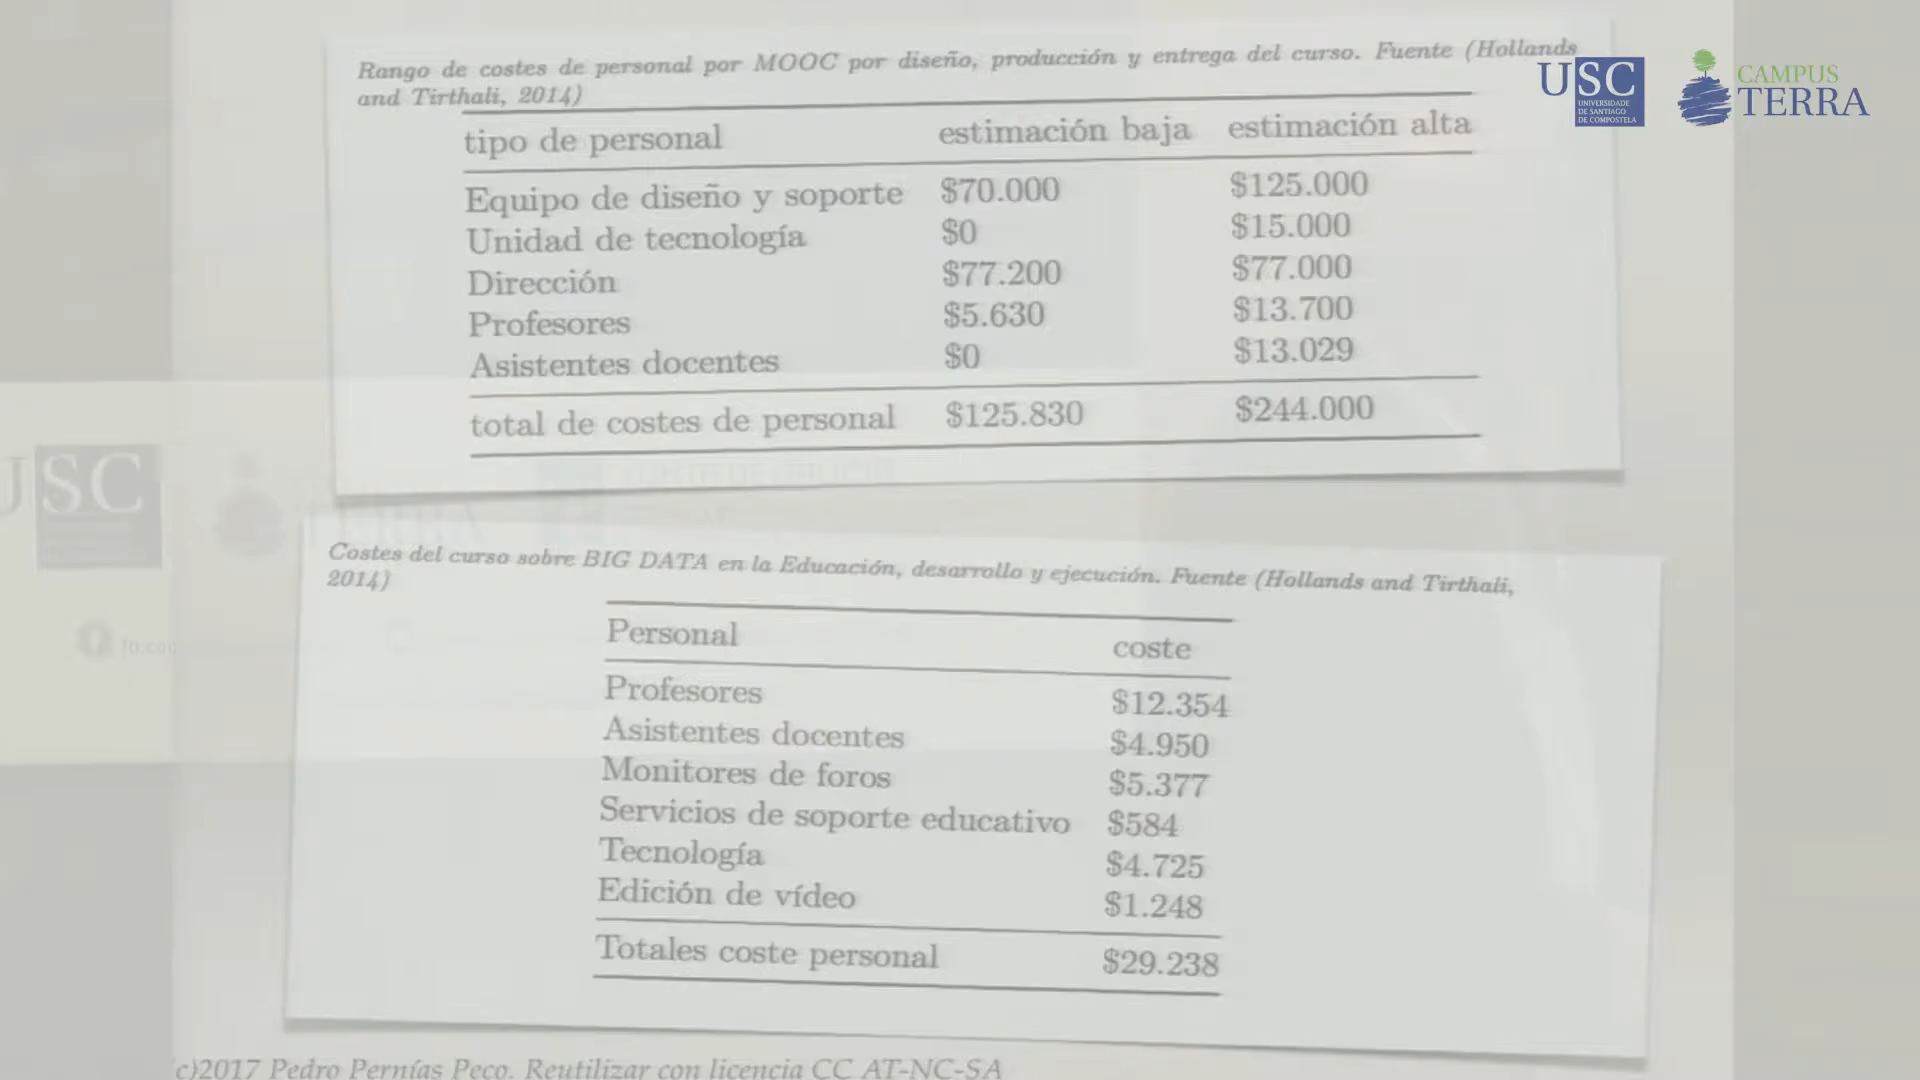 Rango de costes de personal por MOOC por diseño, producción y entrega del curso. Fuente (Hollands
and Tirthali, 2014)
USC
UNIVERSIDADE
DE SANTIAGO
DE COMPOSTELA
CAMPUS
TERRA
tipo de personal estimación baja estimación alta
Equipo de diseño y soporte $70.000 $125.000
Unidad de tecnología $0 $15.000
Dirección $77.200 $77.000
Profesores $5.630 $13.700
Asistentes docentes $0 $13.029
total de costes de personal $125.830 $244.000
USC
TERRA
Costes del curso sobre BIG DATA en la Educación, desarrollo y ejecución. Fuente (Hollands and Tirthali,
2014)
Personal coste
Profesores $12.354
Asistentes docentes $4.950
Monitores de foros $5.377
Servicios de soporte educativo $584
Tecnología $4.725
Edición de vídeo $1.248
Totales coste personal $29.238
c)2017 Pedro Pernías Peco. Reutilizar con licencia CC AT-NC-SA